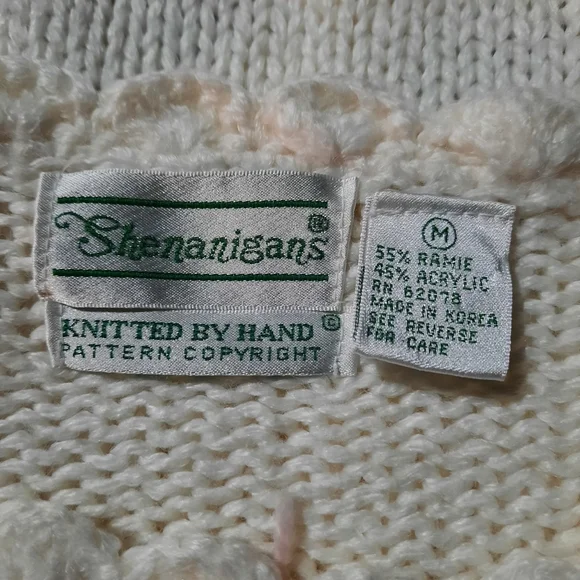 Shenanigans®
KNITTED BY HAND©
PATTERN COPYRIGHT
M
55% RAMIE
45% ACRYLIC
RN 62078
MADE IN KOREA
SEE REVERSE
FOR CARE